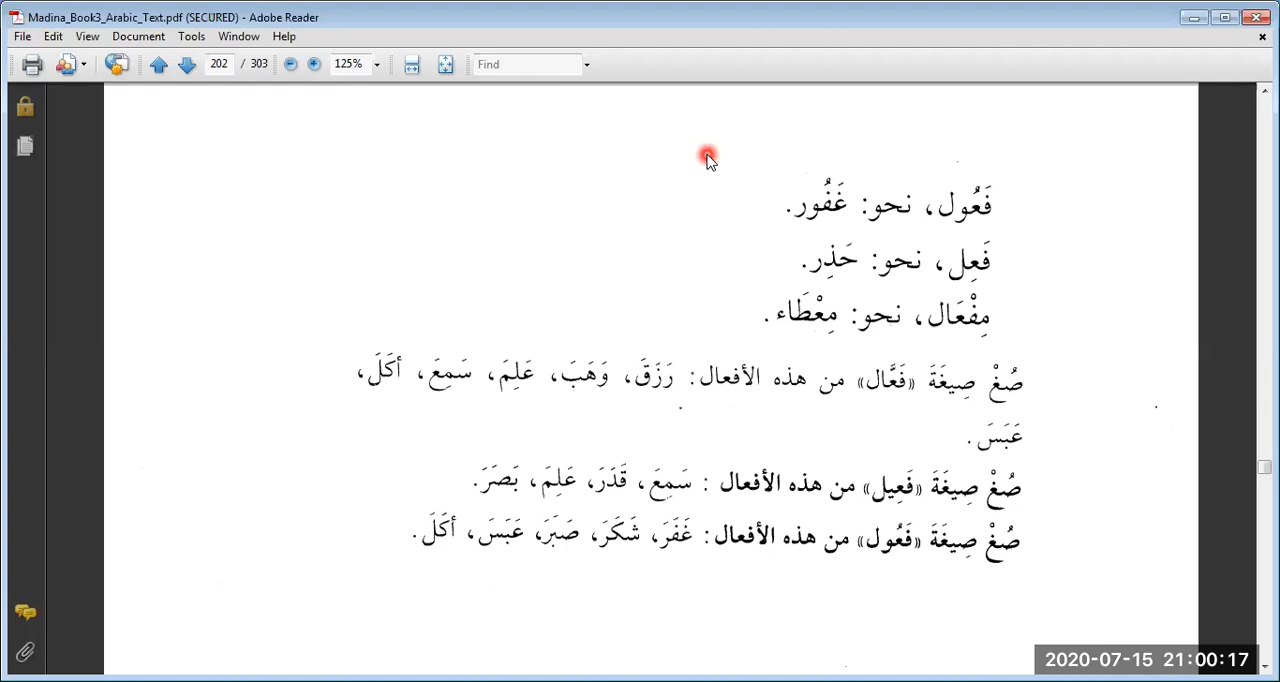 Madina_Book3_Arabic_Text.pdf (SECURED) - Adobe Reader
File Edit View Document Tools Window Help
202 / 303 125% Find
فَعُول، نحو: غَفُور.
فَعِل، نحو: حَذِر.
مِفْعَال، نحو: مِعْطَاء.
صُغْ صِيغَةَ «فَعَّال» من هذه الأفعال: رَزَقَ، وَهَبَ، عَلِمَ، سَمِعَ، أكَلَ،
عَبَسَ.
صُغْ صِيغَةَ «فَعِيل» من هذه الأفعال : سَمِعَ، قَدَرَ، عَلِمَ، بَصَرَ.
صُغْ صِيغَةَ «فَعُول» من هذه الأفعال: غَفَرَ، شَكَرَ، صَبَرَ، عَبَسَ، أكَلَ.
2020-07-15 21:00:17